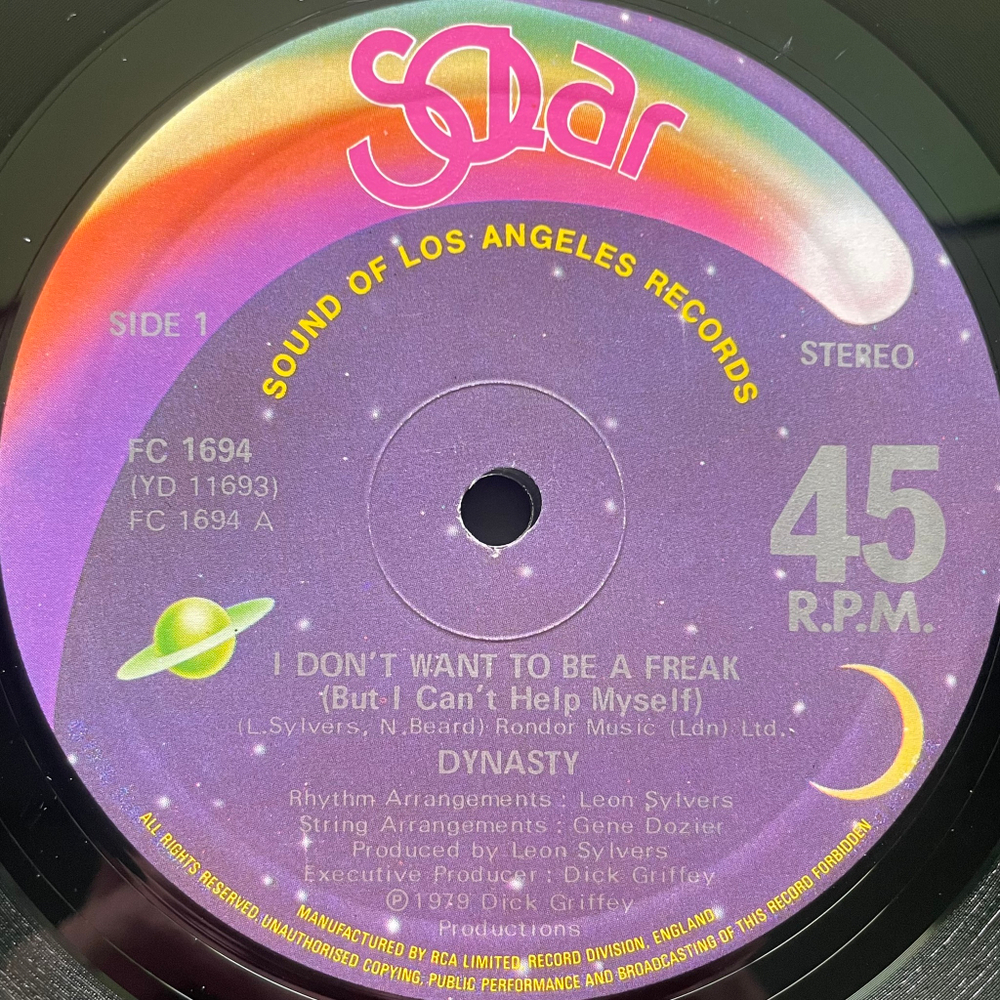 SOLAR
SOUND OF LOS ANGELES RECORDS
SIDE 1
STEREO
FC 1694
(YD 11693)
FC 1694 A
45
R.P.M.
I DON'T WANT TO BE A FREAK
(But I Can't Help Myself)
(L.Sylvers, N.Beard) Rondor Music (Ldn) Ltd.
DYNASTY
Rhythm Arrangements : Leon Sylvers
String Arrangements : Gene Dozier
Produced by Leon Sylvers
Executive Producer : Dick Griffey
℗1979 Dick Griffey
Productions
MANUFACTURED BY RCA LIMITED, RECORD DIVISION, ENGLAND
ALL RIGHTS RESERVED, UNAUTHORISED COPYING, PUBLIC PERFORMANCE AND BROADCASTING OF THIS RECORD FORBIDDEN